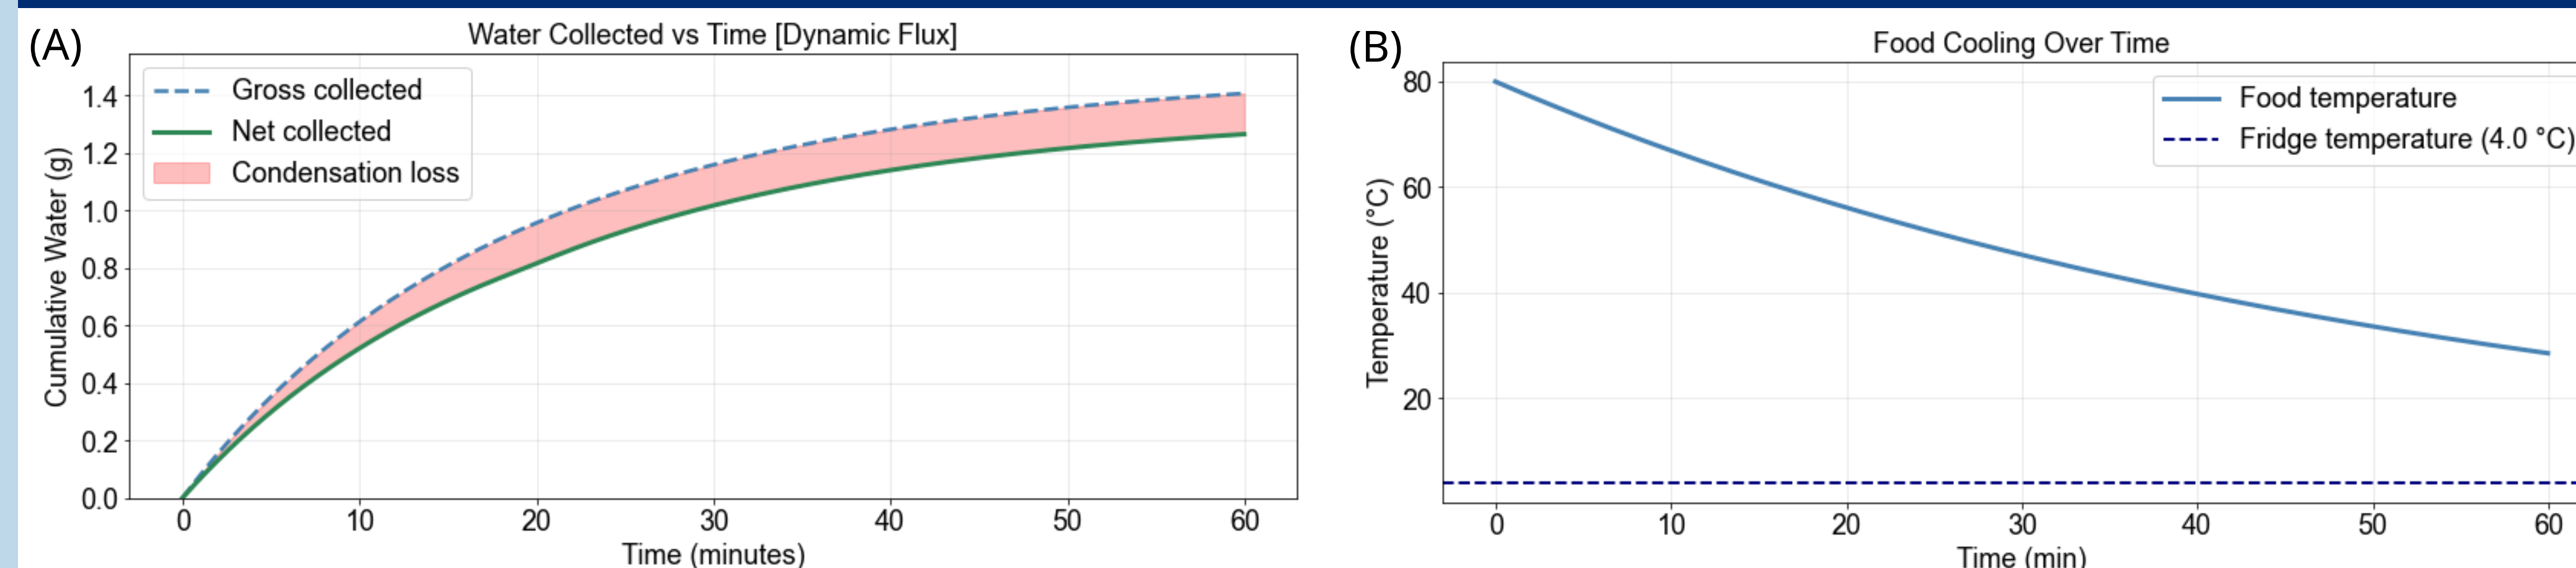 (A)
Water Collected vs Time [Dynamic Flux]
Gross collected
Net collected
Condensation loss
Cumulative Water (g)
1.4
1.2
1.0
0.8
0.6
0.4
0.2
0.0
0 10 20 30 40 50 60
Time (minutes)
(B)
Food Cooling Over Time
Food temperature
Fridge temperature (4.0 °C)
Temperature (°C)
80
60
40
20
0 10 20 30 40 50 60
Time (min)